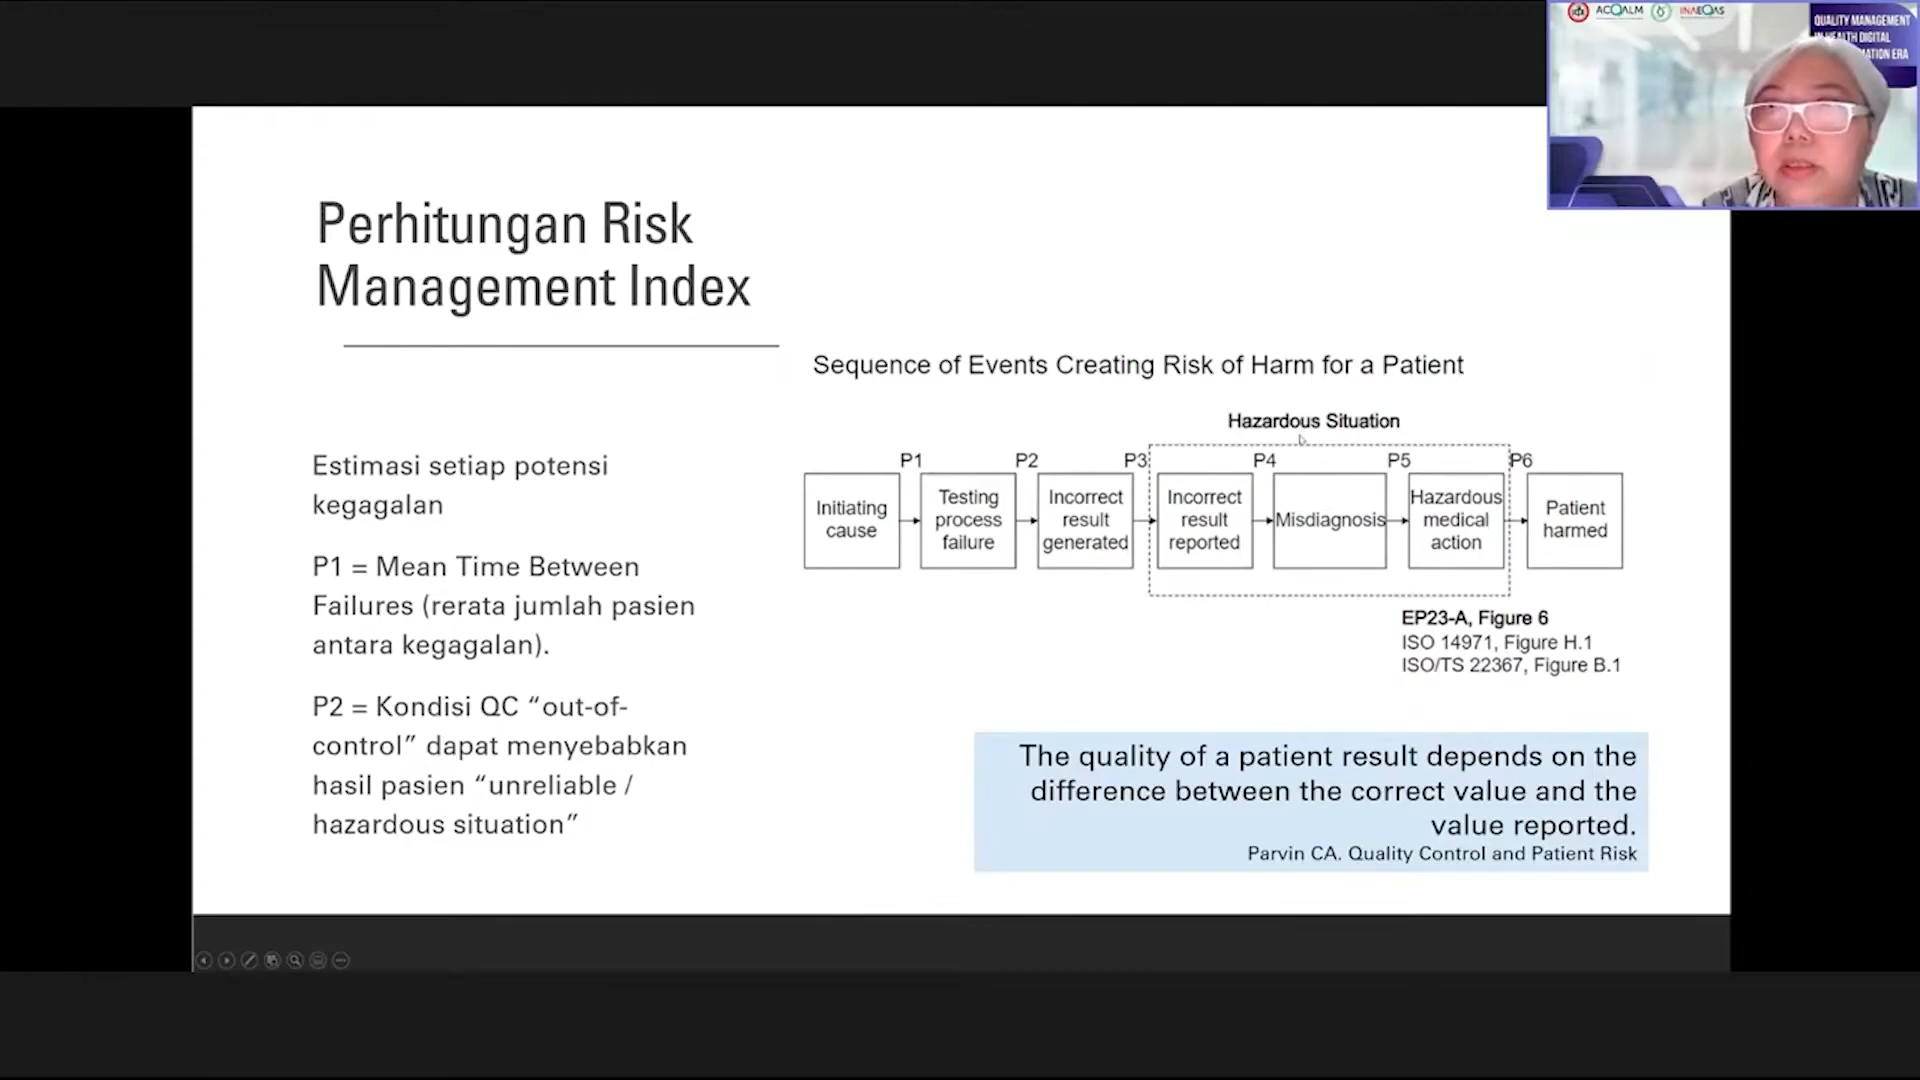 ACQALM INAEQAS
QUALITY MANAGEMENT
HEALTH DIGITAL
ERA
Perhitungan Risk
Management Index
Sequence of Events Creating Risk of Harm for a Patient
Hazardous Situation
P1 P2 P3 P4 P5 P6
Initiating
cause
Testing
process
failure
Incorrect
result
generated
Incorrect
result
reported
Misdiagnosis
Hazardous
medical
action
Patient
harmed
EP23-A, Figure 6
ISO 14971, Figure H.1
ISO/TS 22367, Figure B.1
Estimasi setiap potensi
kegagalan
P1 = Mean Time Between
Failures (rerata jumlah pasien
antara kegagalan).
P2 = Kondisi QC “out-of-
control” dapat menyebabkan
hasil pasien “unreliable /
hazardous situation”
The quality of a patient result depends on the
difference between the correct value and the
value reported.
Parvin CA. Quality Control and Patient Risk